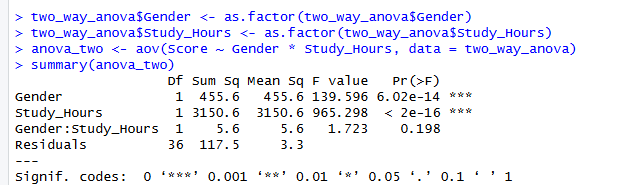 > two_way_anova$Gender <- as.factor(two_way_anova$Gender)
> two_way_anova$Study_Hours <- as.factor(two_way_anova$Study_Hours)
> anova_two <- aov(Score ~ Gender * Study_Hours, data = two_way_anova)
> summary(anova_two)
                   Df Sum Sq Mean Sq F value   Pr(>F)    
Gender              1  455.6   455.6 139.596 6.02e-14 ***
Study_Hours         1 3150.6  3150.6 965.298  < 2e-16 ***
Gender:Study_Hours  1    5.6     5.6   1.723    0.198    
Residuals          36  117.5     3.3                     
---
Signif. codes:  0 ‘***’ 0.001 ‘**’ 0.01 ‘*’ 0.05 ‘.’ 0.1 ‘ ’ 1